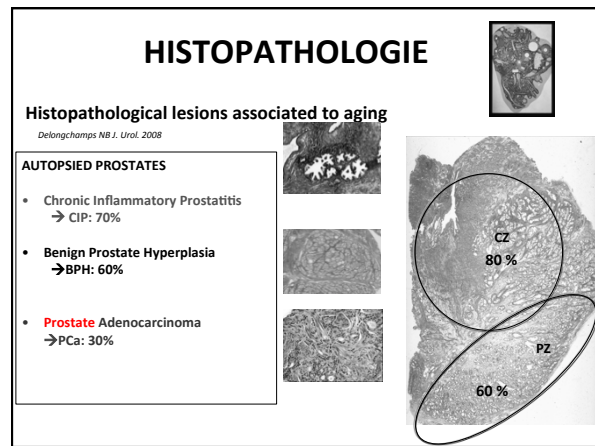 HISTOPATHOLOGIE
Histopathological lesions associated to aging
Delongchamps NB J. Urol. 2008
AUTOPSIED PROSTATES
• Chronic Inflammatory Prostatitis
→ CIP: 70%
• Benign Prostate Hyperplasia
→BPH: 60%
• Prostate Adenocarcinoma
→PCa: 30%
CZ
80 %
PZ
60 %